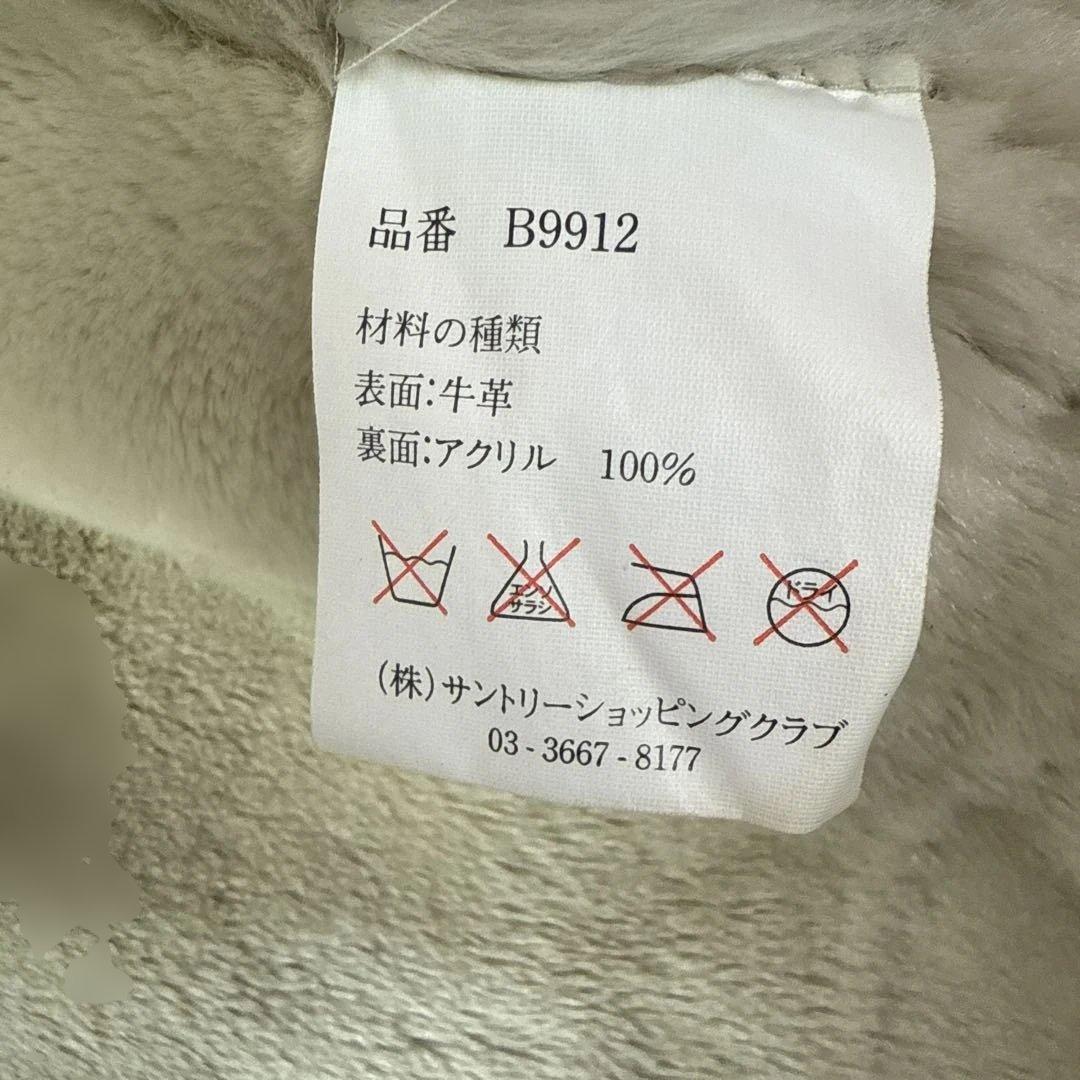 品番 B9912
材料の種類
表面:牛革
裏面:アクリル 100%
エンソ
サラシ
ドライ
(株)サントリーショッピングクラブ
03-3667-8177